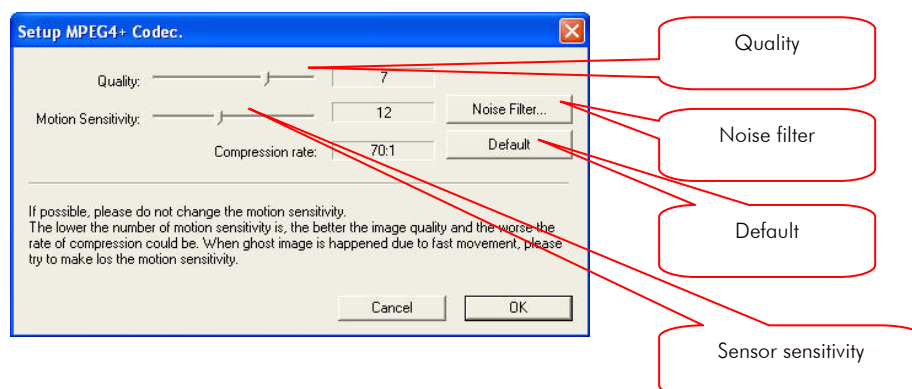 Setup MPEG4+ Codec.
Quality
Quality:
7
Motion Sensitivity:
12
Noise Filter...
Noise filter
Compression rate:
70:1
Default
Default
If possible, please do not change the motion sensitivity.
The lower the number of motion sensitivity is, the better the image quality and the worse the
rate of compression could be. When ghost image is happened due to fast movement, please
try to make los the motion sensitivity.
Cancel
OK
Sensor sensitivity